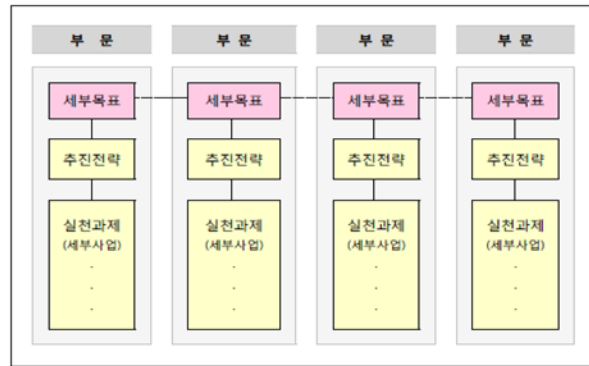 부 문
부 문
부 문
부 문
세부목표
세부목표
세부목표
세부목표
추진전략
추진전략
추진전략
추진전략
실천과제
(세부사업)
.
.
.
실천과제
(세부사업)
.
.
.
실천과제
(세부사업)
.
.
.
실천과제
(세부사업)
.
.
.